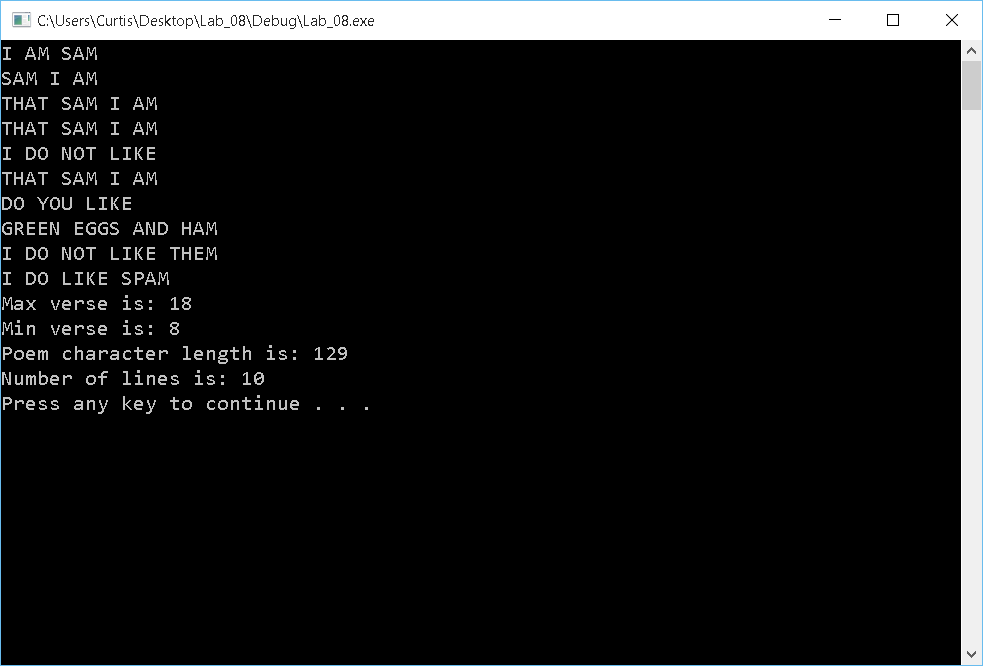 C:\Users\Curtis\Desktop\Lab_08\Debug\Lab_08.exe
I AM SAM
SAM I AM
THAT SAM I AM
THAT SAM I AM
I DO NOT LIKE
THAT SAM I AM
DO YOU LIKE
GREEN EGGS AND HAM
I DO NOT LIKE THEM
I DO LIKE SPAM
Max verse is: 18
Min verse is: 8
Poem character length is: 129
Number of lines is: 10
Press any key to continue . . .